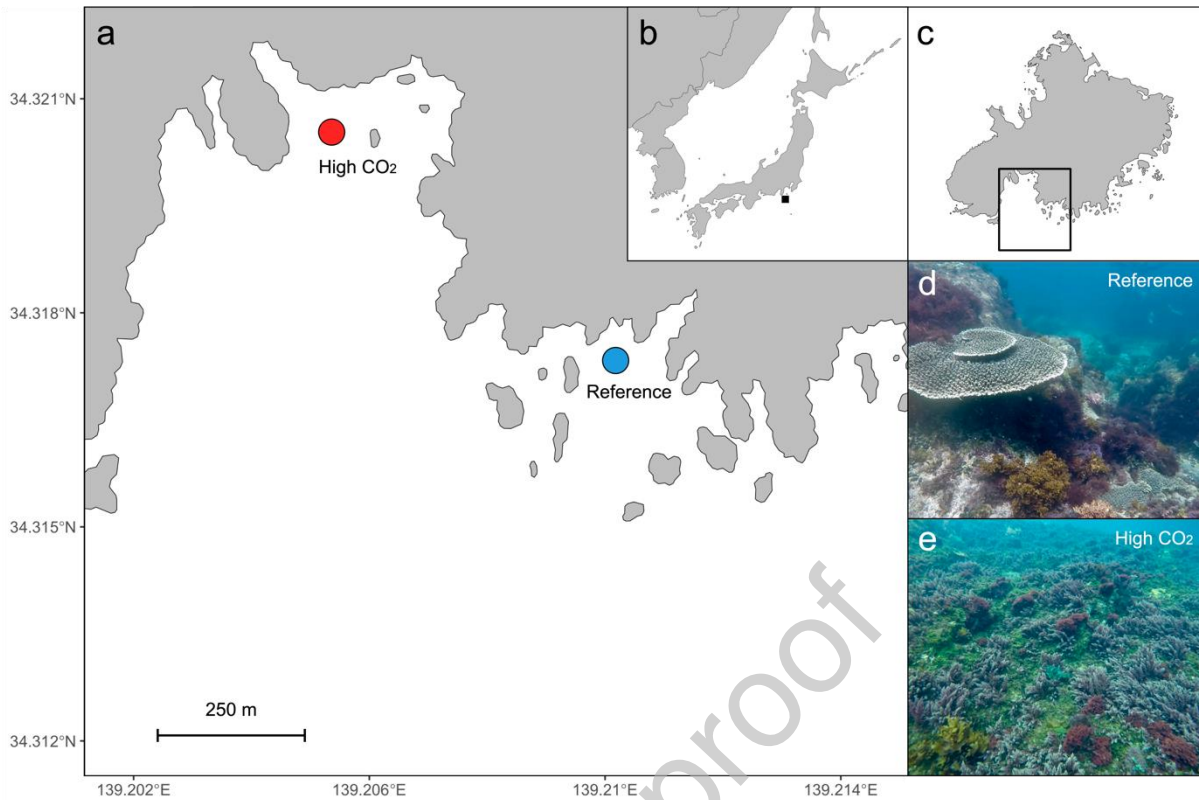 a
b
c
34.321°N
High CO₂
34.318°N
Reference
d
Reference
34.315°N
e
High CO₂
proof
250 m
34.312°N
139.202°E
139.206°E
139.21°E
139.214°E